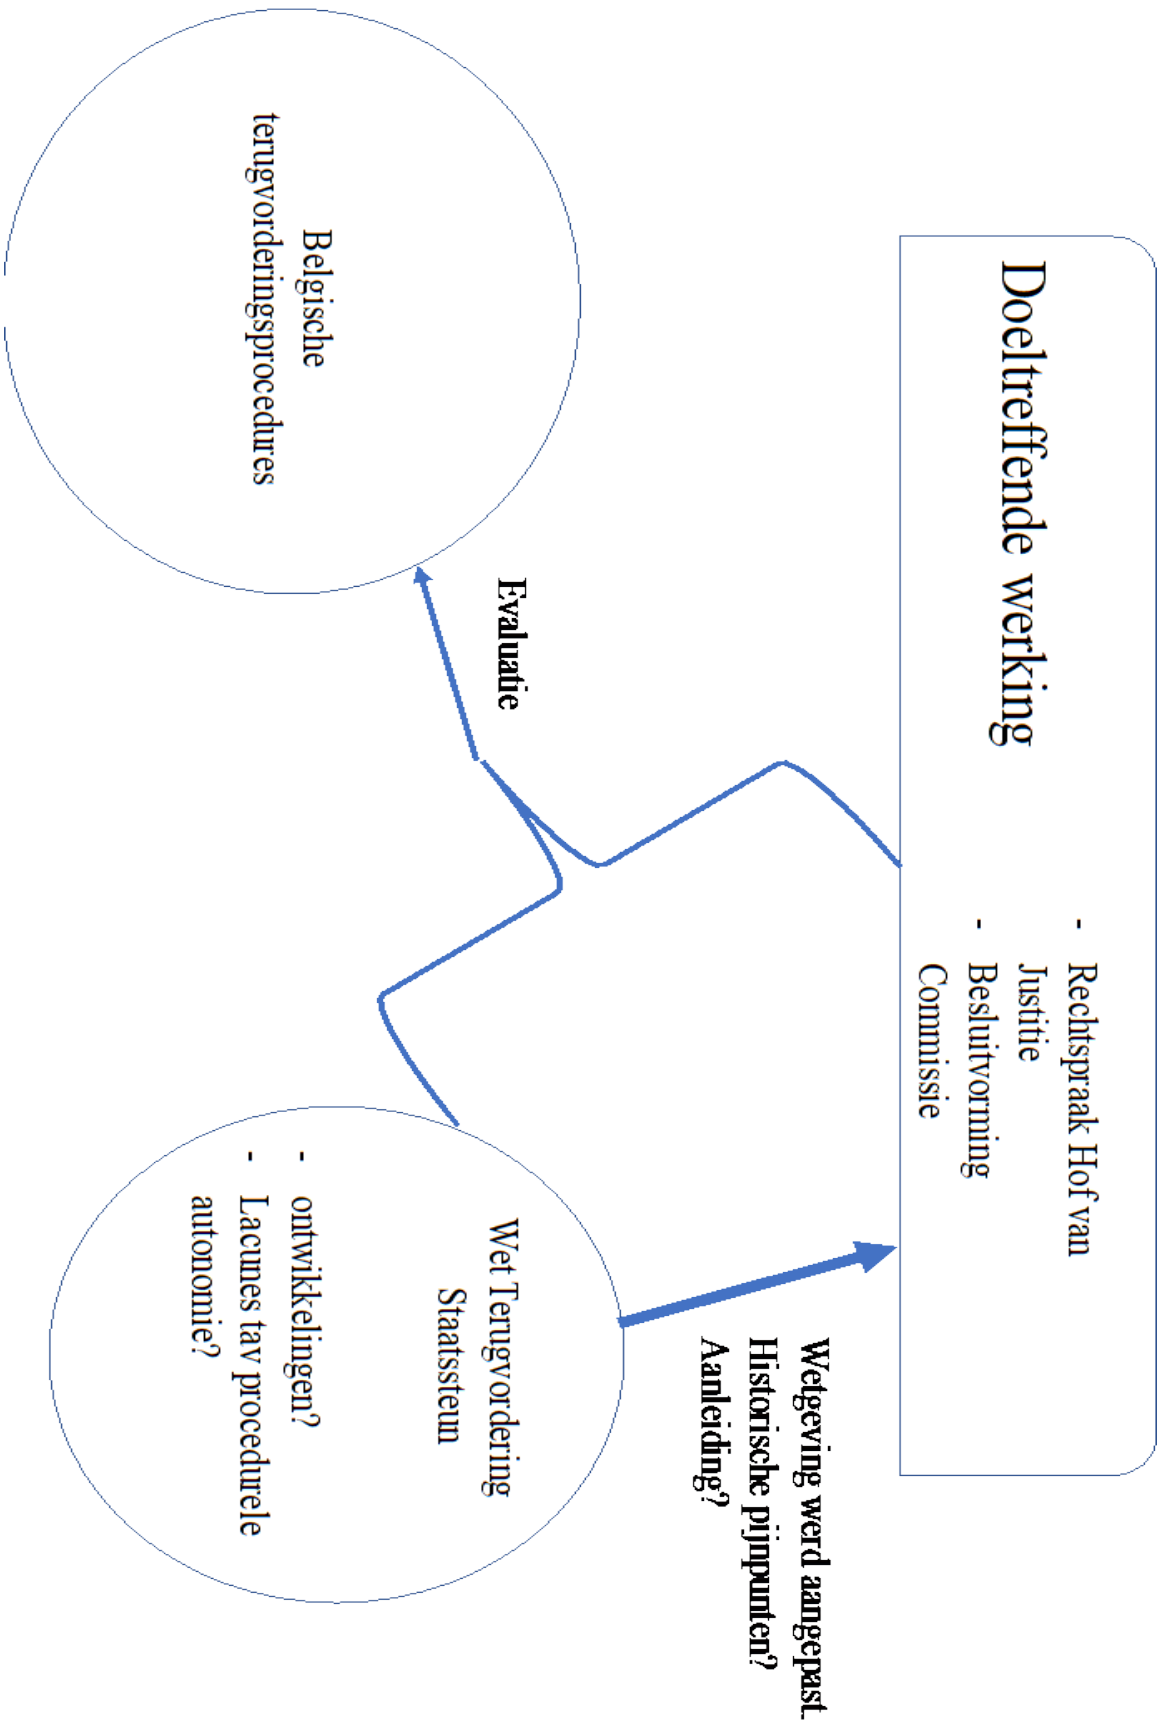 Doeltreffende werking
- Rechtspraak Hof van
Justitie
- Besluitvorming
Commissie
Wetgeving werd aangepast.
Historische pijnpunten?
Aanleiding?
Evaluatie
Belgische
terugvorderingsprocedures
Wet Terugvordering
Staatssteun
- ontwikkelingen?
- Lacunes tav procedurele
autonomie?